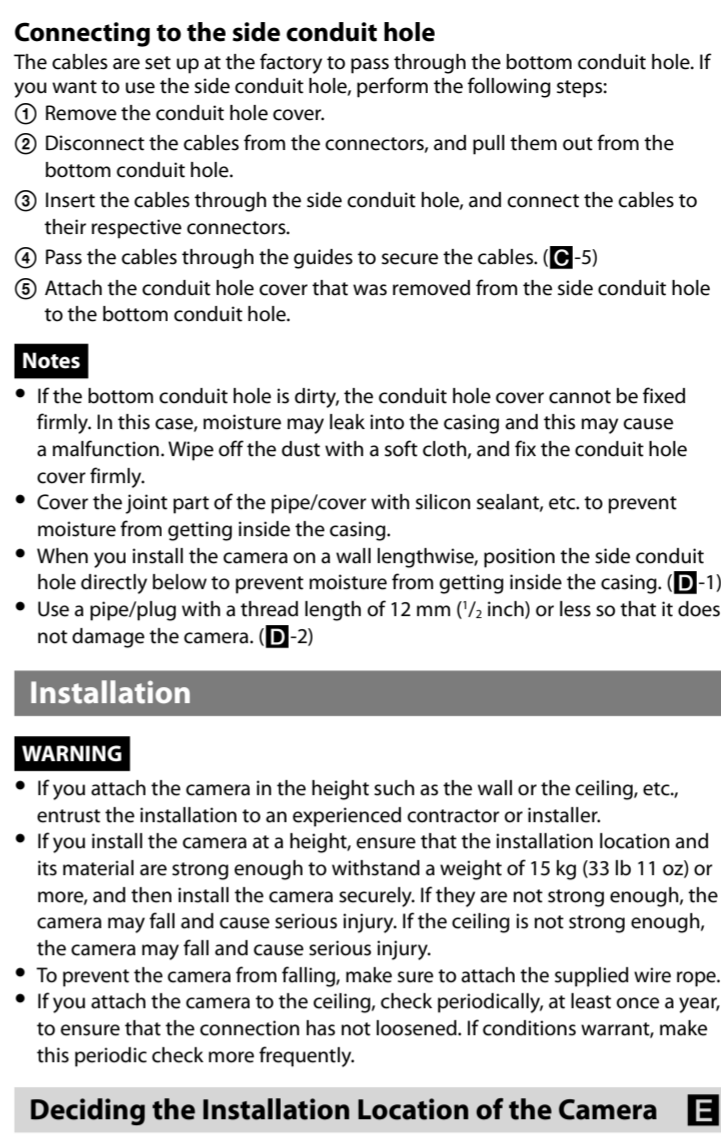 Connecting to the side conduit hole
The cables are set up at the factory to pass through the bottom conduit hole. If
you want to use the side conduit hole, perform the following steps:
① Remove the conduit hole cover.
② Disconnect the cables from the connectors, and pull them out from the
bottom conduit hole.
③ Insert the cables through the side conduit hole, and connect the cables to
their respective connectors.
④ Pass the cables through the guides to secure the cables. (C-5)
⑤ Attach the conduit hole cover that was removed from the side conduit hole
to the bottom conduit hole.
Notes
• If the bottom conduit hole is dirty, the conduit hole cover cannot be fixed
firmly. In this case, moisture may leak into the casing and this may cause
a malfunction. Wipe off the dust with a soft cloth, and fix the conduit hole
cover firmly.
• Cover the joint part of the pipe/cover with silicon sealant, etc. to prevent
moisture from getting inside the casing.
• When you install the camera on a wall lengthwise, position the side conduit
hole directly below to prevent moisture from getting inside the casing. (D-1)
• Use a pipe/plug with a thread length of 12 mm (1/2 inch) or less so that it does
not damage the camera. (D-2)
Installation
WARNING
• If you attach the camera in the height such as the wall or the ceiling, etc.,
entrust the installation to an experienced contractor or installer.
• If you install the camera at a height, ensure that the installation location and
its material are strong enough to withstand a weight of 15 kg (33 lb 11 oz) or
more, and then install the camera securely. If they are not strong enough, the
camera may fall and cause serious injury. If the ceiling is not strong enough,
the camera may fall and cause serious injury.
• To prevent the camera from falling, make sure to attach the supplied wire rope.
• If you attach the camera to the ceiling, check periodically, at least once a year,
to ensure that the connection has not loosened. If conditions warrant, make
this periodic check more frequently.
Deciding the Installation Location of the Camera E